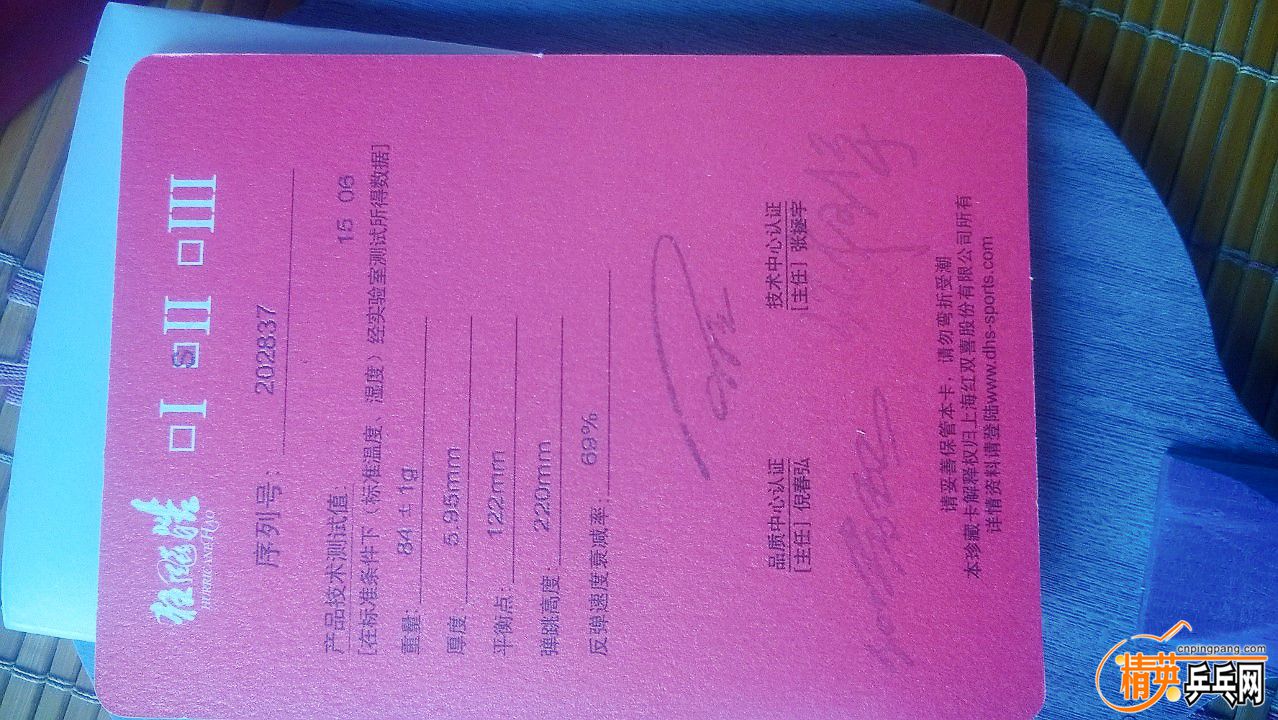 狂飚皓
HURRICANE HAO
□I S□II □III
序列号: 202837
产品技术测试值: 15 06
[在标准条件下（标准温度、湿度）经实验室测试所得数据]
重量: 84±1g
厚度: 5.95mm
平衡点: 122mm
弹跳高度: 220mm
反弹速度衰减率: 69%
品质中心认证 技术中心认证
[主任] 倪春弘 [主任] 张拯宇
请妥善保管本卡，请勿弯折受潮
本珍藏卡解释权归上海红双喜股份有限公司所有
详情资料请登陆www.dhs-sports.com
cnpingpang.com
精英乒乓网